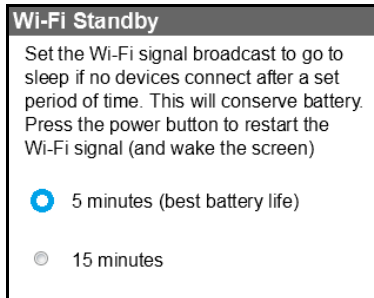 Wi-Fi Standby
Set the Wi-Fi signal broadcast to go to
sleep if no devices connect after a set
period of time. This will conserve battery.
Press the power button to restart the
Wi-Fi signal (and wake the screen)
5 minutes (best battery life)
15 minutes